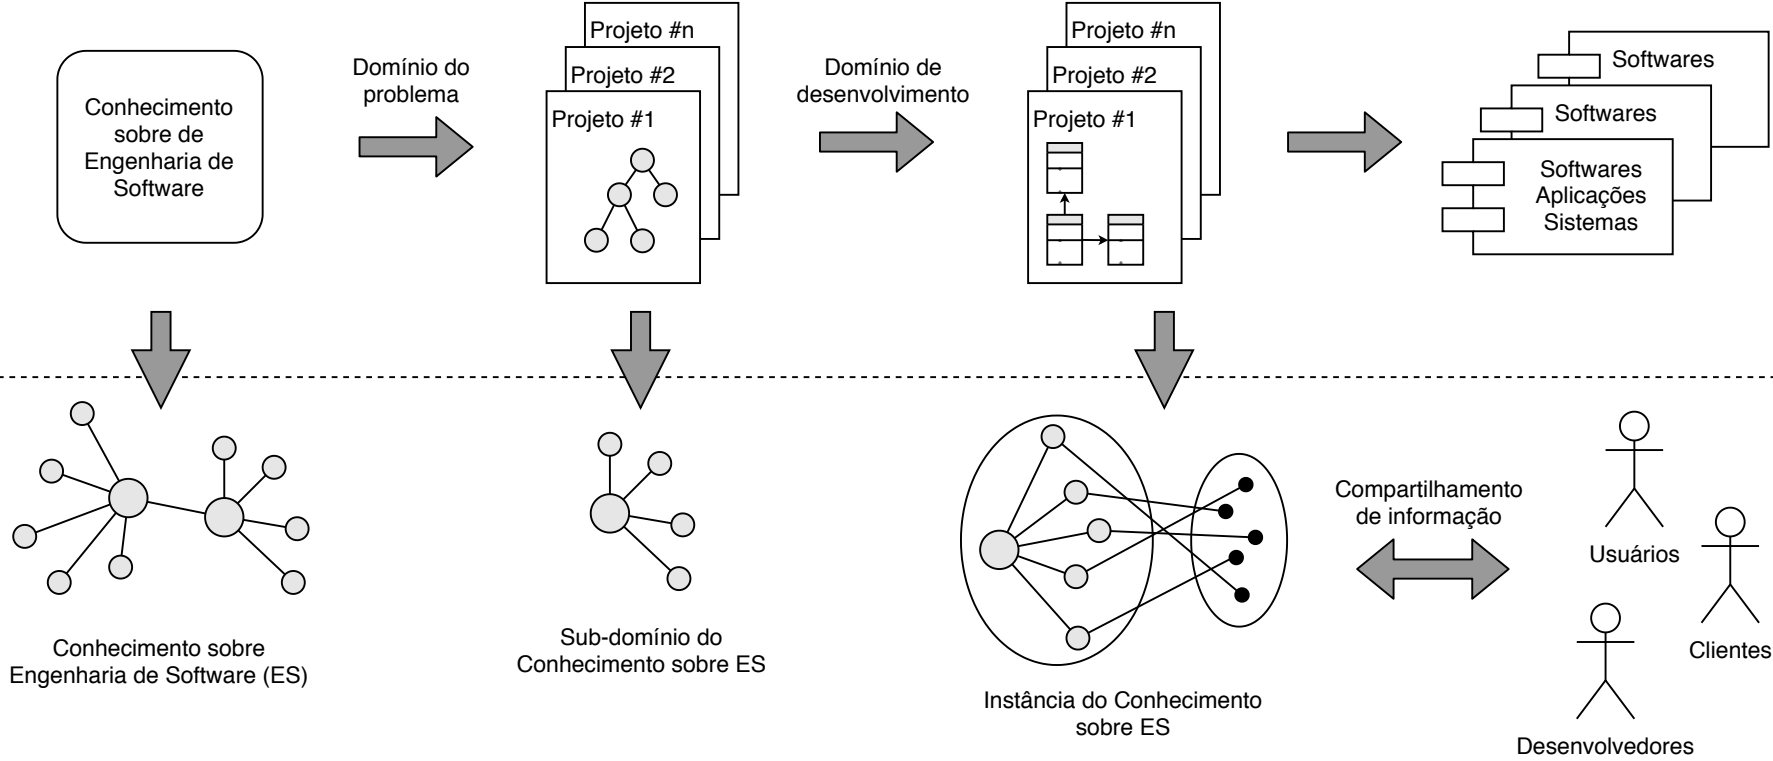 Conhecimento
sobre de
Engenharia de
Software
Domínio do
problema
Projeto #n
Projeto #2
Projeto #1
Domínio de
desenvolvimento
Projeto #n
Projeto #2
Projeto #1
Softwares
Softwares
Softwares
Aplicações
Sistemas
Conhecimento sobre
Engenharia de Software (ES)
Sub-domínio do
Conhecimento sobre ES
Instância do Conhecimento
sobre ES
Compartilhamento
de informação
Usuários
Clientes
Desenvolvedores